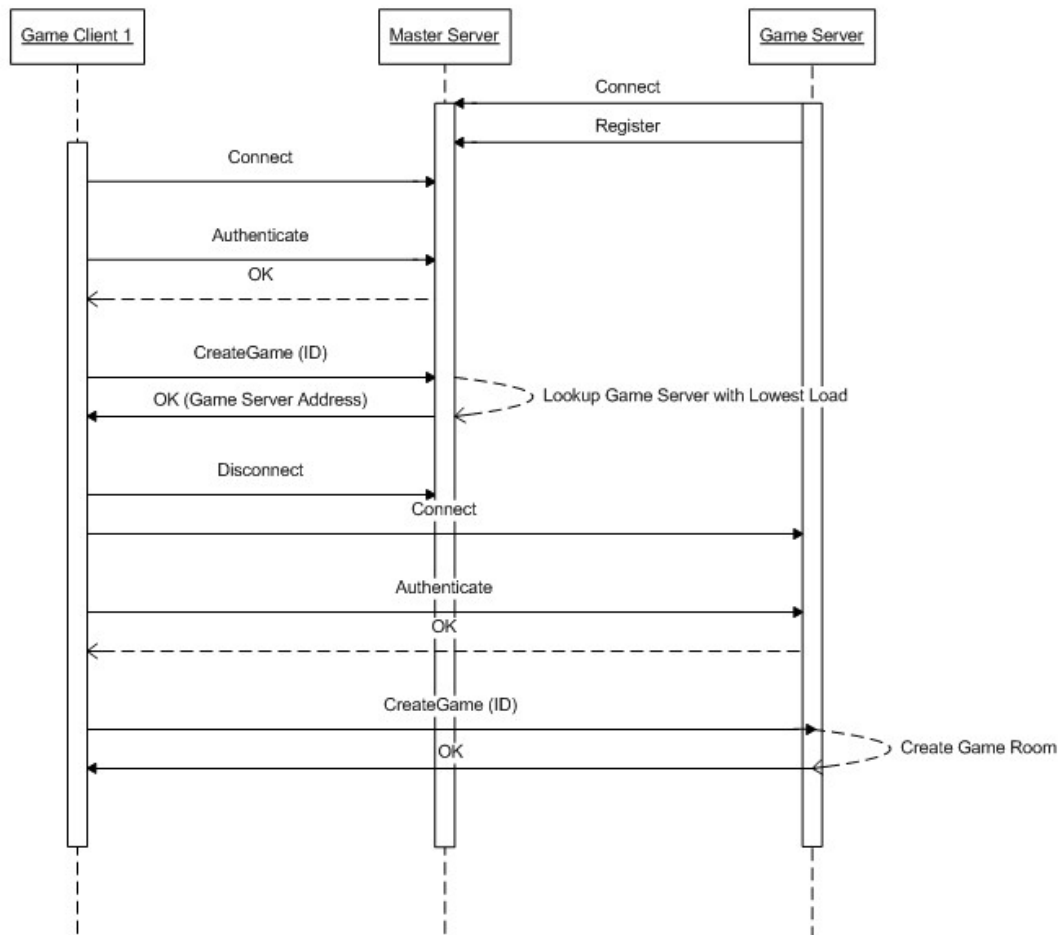 Game Client 1
Master Server
Game Server
Connect
Register
Connect
Authenticate
OK
CreateGame (ID)
OK (Game Server Address)
Lookup Game Server with Lowest Load
Disconnect
Connect
Authenticate
OK
CreateGame (ID)
OK
Create Game Room